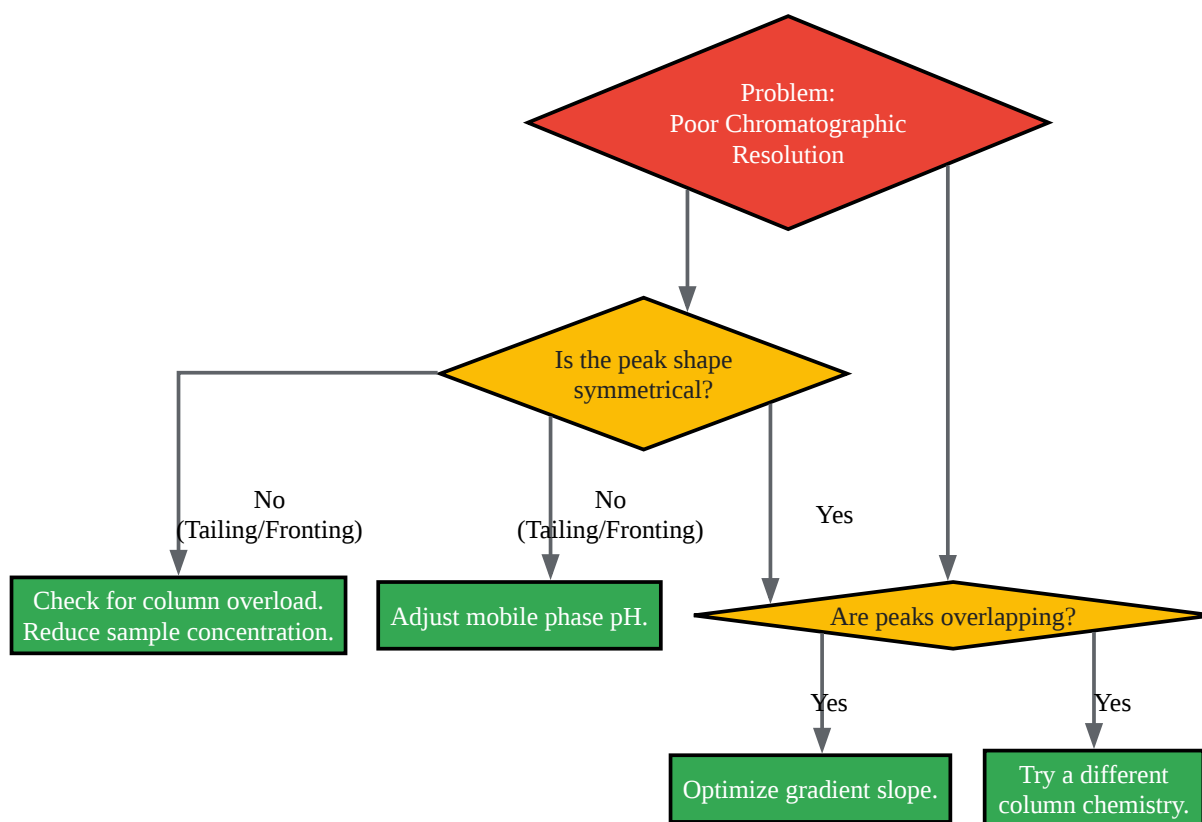 Problem:
Poor Chromatographic
Resolution
Is the peak shape
symmetrical?
No
(Tailing/Fronting)
No
(Tailing/Fronting)
Yes
Check for column overload.
Reduce sample concentration.
Adjust mobile phase pH.
Are peaks overlapping?
Yes
Yes
Optimize gradient slope.
Try a different
column chemistry.